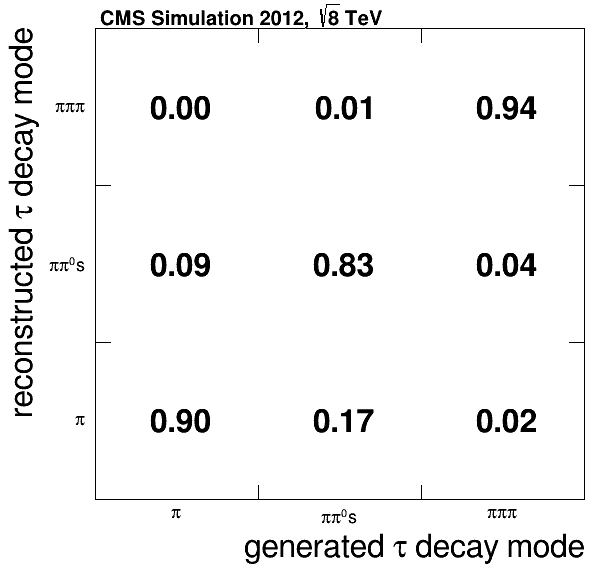 CMS Simulation 2012, √8 TeV
reconstructed τ decay mode
πππ
0.00 0.01 0.94
ππ⁰s
0.09 0.83 0.04
π
0.90 0.17 0.02
π ππ⁰s πππ
generated τ decay mode